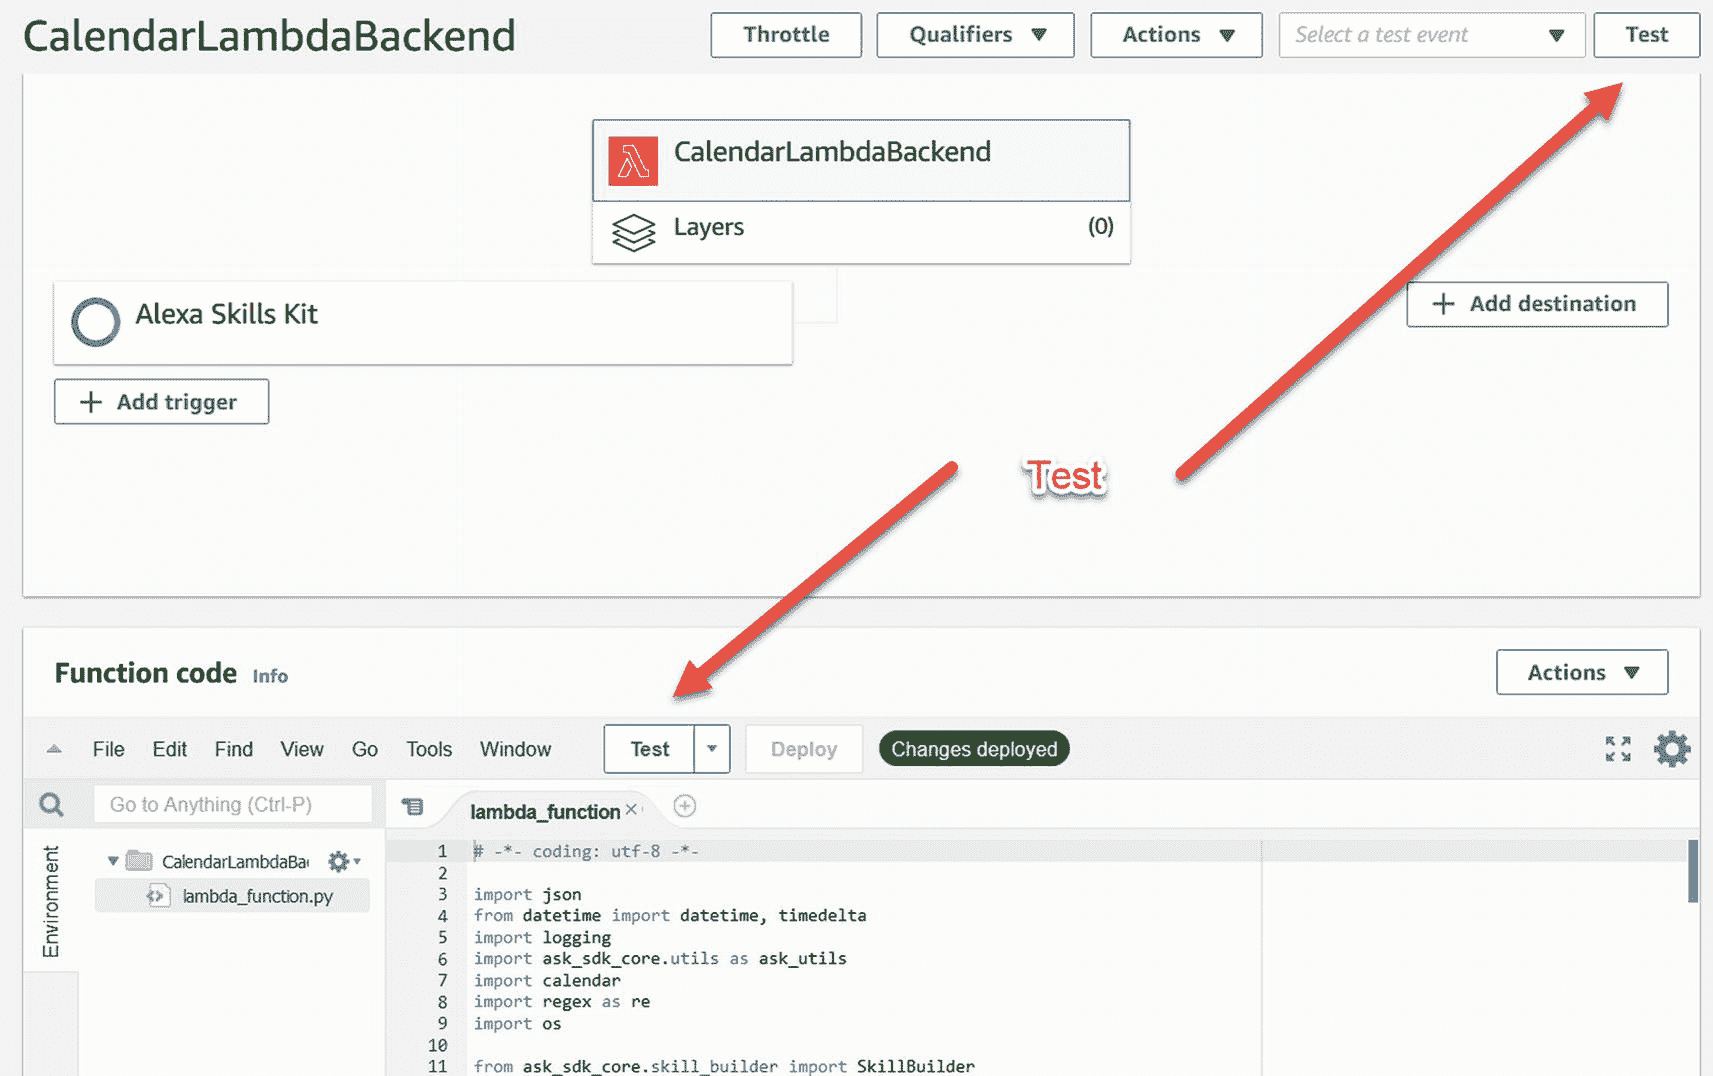 CalendarLambdaBackend
Throttle
Qualifiers
Actions
Select a test event
Test
CalendarLambdaBackend
Layers
(0)
Alexa Skills Kit
+ Add destination
+ Add trigger
Test
Function code Info
Actions
File Edit Find View Go Tools Window
Test
Deploy
Changes deployed
Go to Anything (Ctrl-P)
lambda_function
Environment
CalendarLambdaBa
lambda_function.py
1 # -*- coding: utf-8 -*-
2
3 import json
4 from datetime import datetime, timedelta
5 import logging
6 import ask_sdk_core.utils as ask_utils
7 import calendar
8 import regex as re
9 import os
10
11 from ask_sdk_core.skill_builder import SkillBuilder